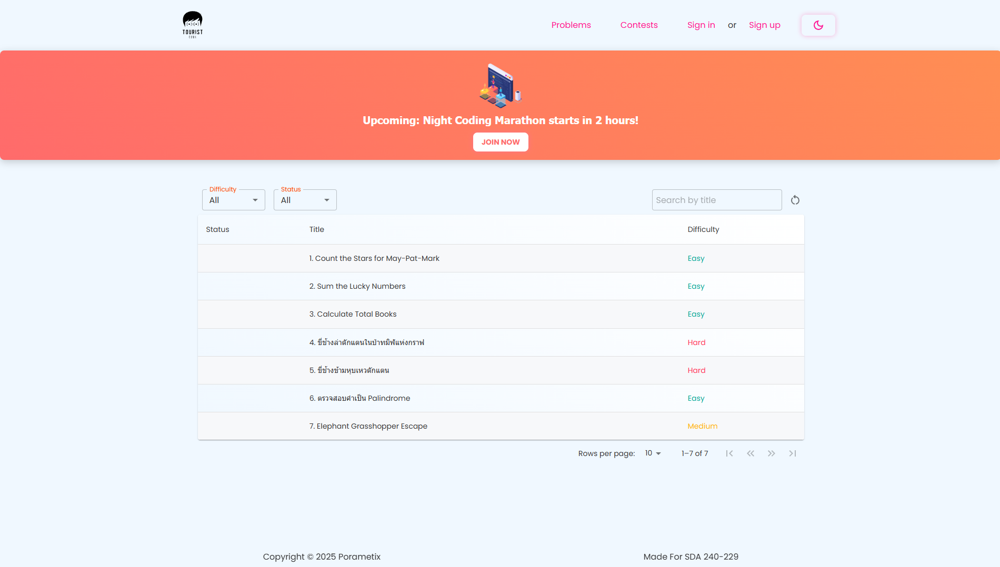 TOURIST
CODE
Problems
Contests
Sign in or Sign up
Upcoming: Night Coding Marathon starts in 2 hours!
JOIN NOW
Difficulty
All
Status
All
Search by title
Status Title Difficulty
1. Count the Stars for May-Pat-Mark Easy
2. Sum the Lucky Numbers Easy
3. Calculate Total Books Easy
4. ขี่ช้างล่าตั๊กแตนในป่าทมิฬแห่งกราฟ Hard
5. ขี่ช้างข้ามหุบเหวตั๊กแตน Hard
6. ตรวจสอบคำเป็น Palindrome Easy
7. Elephant Grasshopper Escape Medium
Rows per page: 10 1–7 of 7
Copyright © 2025 Porametix
Made For SDA 240-229